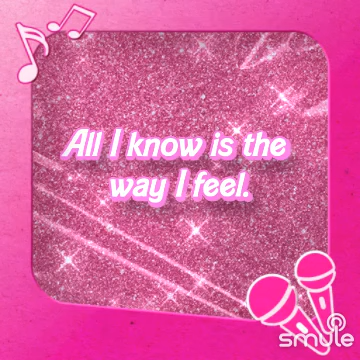 All I know is the
way I feel.
smule